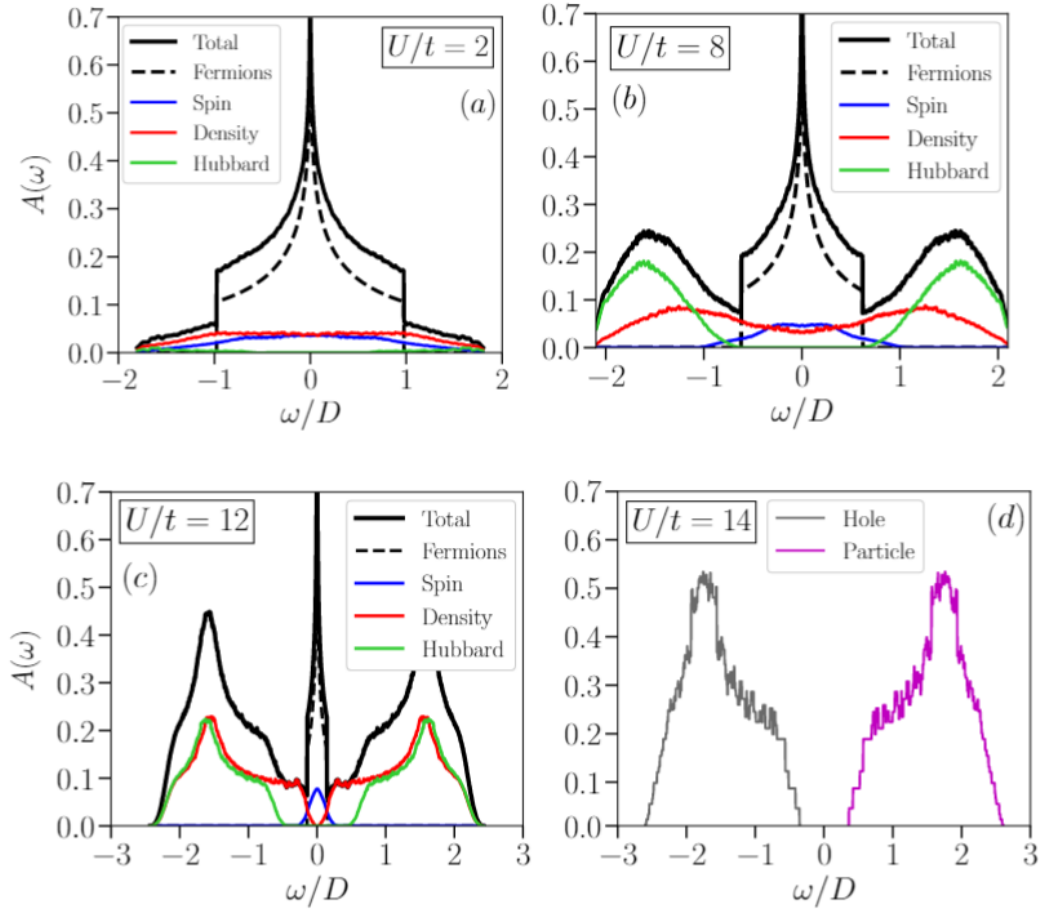 0.7
0.6
0.5
0.4
0.3
0.2
0.1
0.0
A(ω)
Total
Fermions
Spin
Density
Hubbard
U/t = 2
(a)
−2 −1 0 1 2
ω/D
0.7
0.6
0.5
0.4
0.3
0.2
0.1
0.0
U/t = 8
(b)
Total
Fermions
Spin
Density
Hubbard
−2 −1 0 1 2
ω/D
0.7
0.6
0.5
0.4
0.3
0.2
0.1
0.0
A(ω)
U/t = 12
(c)
Total
Fermions
Spin
Density
Hubbard
−3 −2 −1 0 1 2 3
ω/D
0.7
0.6
0.5
0.4
0.3
0.2
0.1
0.0
U/t = 14
Hole
Particle
(d)
−3 −2 −1 0 1 2 3
ω/D